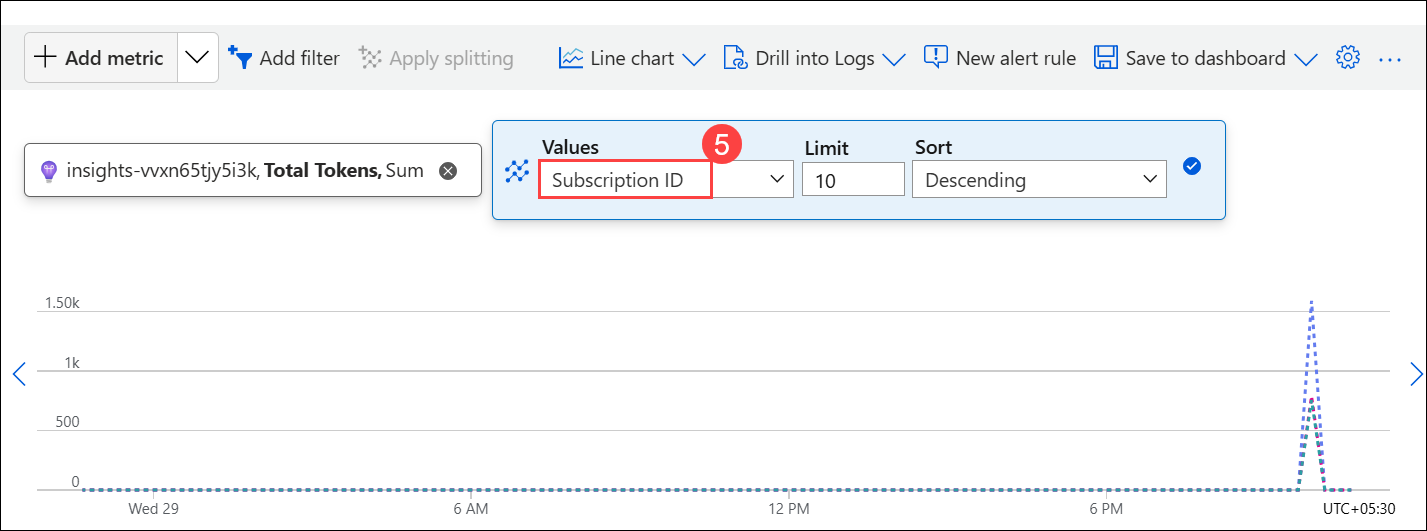 Add metric Add filter Apply splitting Line chart Drill into Logs New alert rule Save to dashboard ...
insights-vvxn65tjy5i3k, Total Tokens, Sum
Values 5 Limit Sort
Subscription ID 10 Descending
1.50k
1k
500
0
Wed 29 6 AM 12 PM 6 PM UTC+05:30